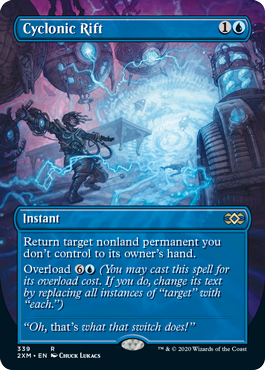 Cyclonic Rift 1
Instant
Return target nonland permanent you
don't control to its owner's hand.
Overload 6 (You may cast this spell for
its overload cost. If you do, change its text
by replacing all instances of "target" with
"each.")
"Oh, that's what that switch does!"
339 R
2XM • EN Chuck Lukacs
™ & © 2020 Wizards of the Coast